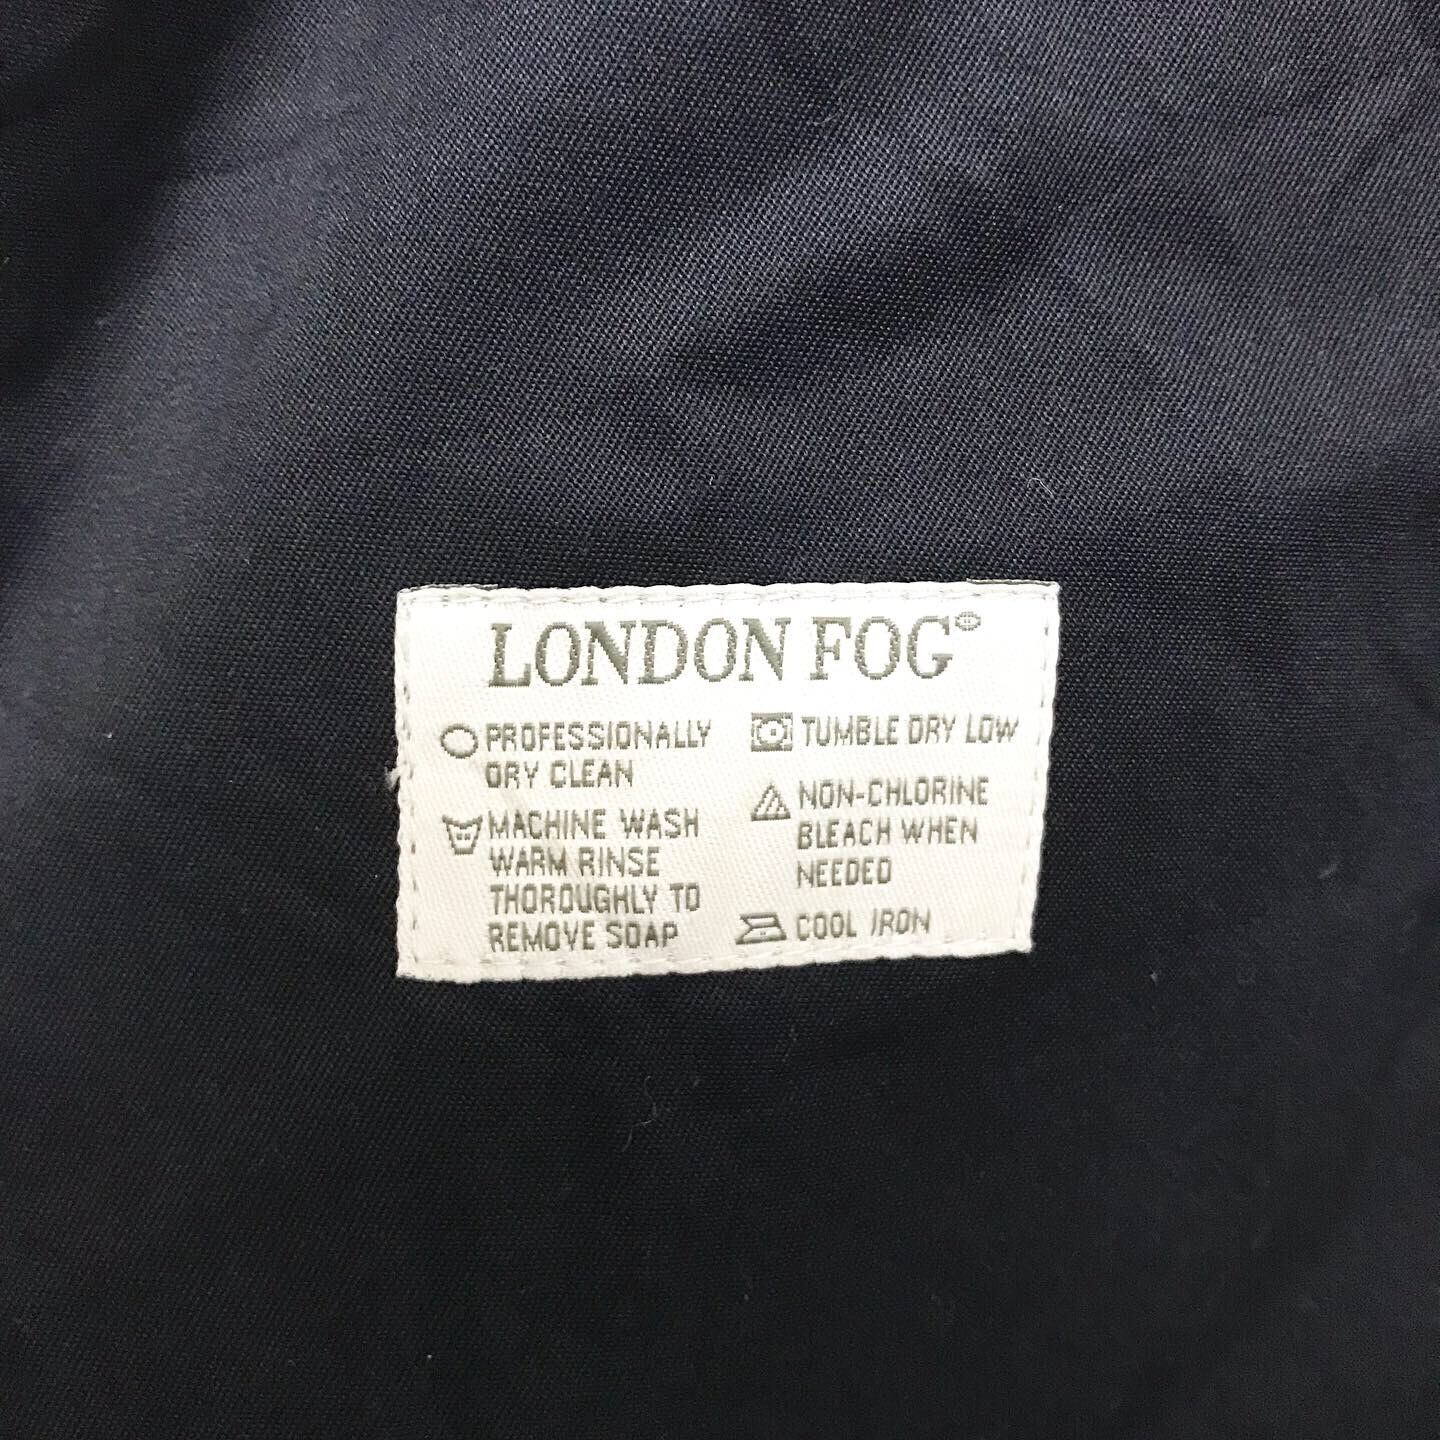 LONDON FOG®
PROFESSIONALLY
DRY CLEAN
MACHINE WASH
WARM RINSE
THOROUGHLY TO
REMOVE SOAP
TUMBLE DRY LOW
NON-CHLORINE
BLEACH WHEN
NEEDED
COOL IRON